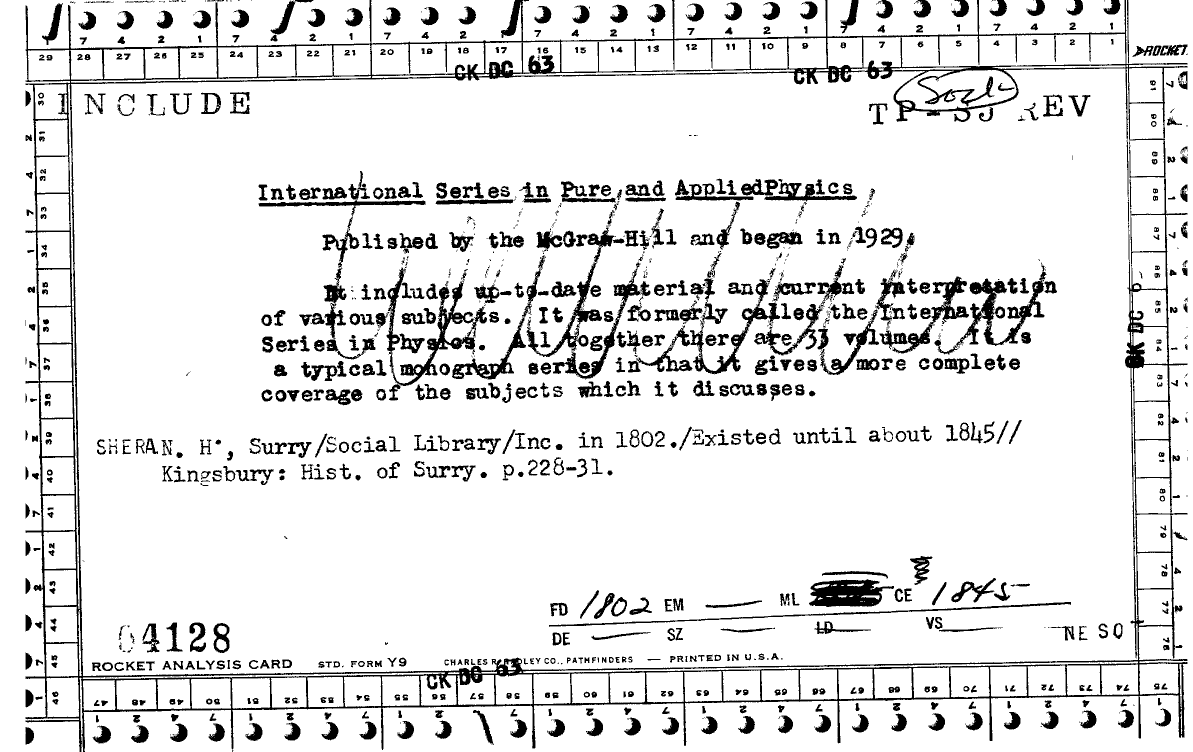 7 4 2 1 7 4 2 1 7 4 2 1 7 4 2 1 7 4 2 1 7 4 2 1 7 4 2 1
29 28 27 26 25 24 23 22 21 20 19 18 17 16 15 14 13 12 11 10 9 8 7 6 5 4 3 2 1
ROCKET
CK DC 63 CK DC 63
INCLUDE
TP-SJ REV
International Series in Pure and AppliedPhysics
Published by the McGraw-Hill and began in 1929.
It includes up-to-date material and current interpretation
of various subjects. It was formerly called the International
Series in Physics. All together there are 33 volumes. It is
a typical monograph series in that it gives a more complete
coverage of the subjects which it discusses.
SHERAN. H', Surry/Social Library/Inc. in 1802./Existed until about 1845//
Kingsbury: Hist. of Surry. p.228-31.
FD 1802 EM — ML CE 1845
DE — SZ — LD VS
NE SO
04128
ROCKET ANALYSIS CARD STD. FORM Y9 CHARLES R. HADLEY CO., PATHFINDERS — PRINTED IN U.S.A.
CK DC 63
30 31 32 33 34 35 36 37 38 39 40 41 42 43 44 45 46
47 48 49 50 51 52 53 54 55 56 57 58 59 60 61 62 63 64 65 66 67 68 69 70 71 72 73 74 75
91 90 89 88 87 86 85 84 83 82 81 80 79 78 77 76
CK DC